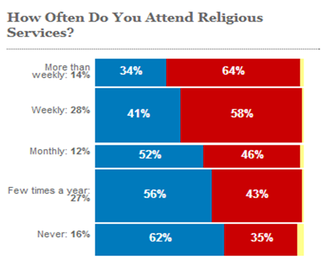 How Often Do You Attend Religious
Services?
More than
weekly: 14%
34% 64%
Weekly: 28%
41% 58%
Monthly: 12%
52% 46%
Few times a year:
27%
56% 43%
Never: 16%
62% 35%